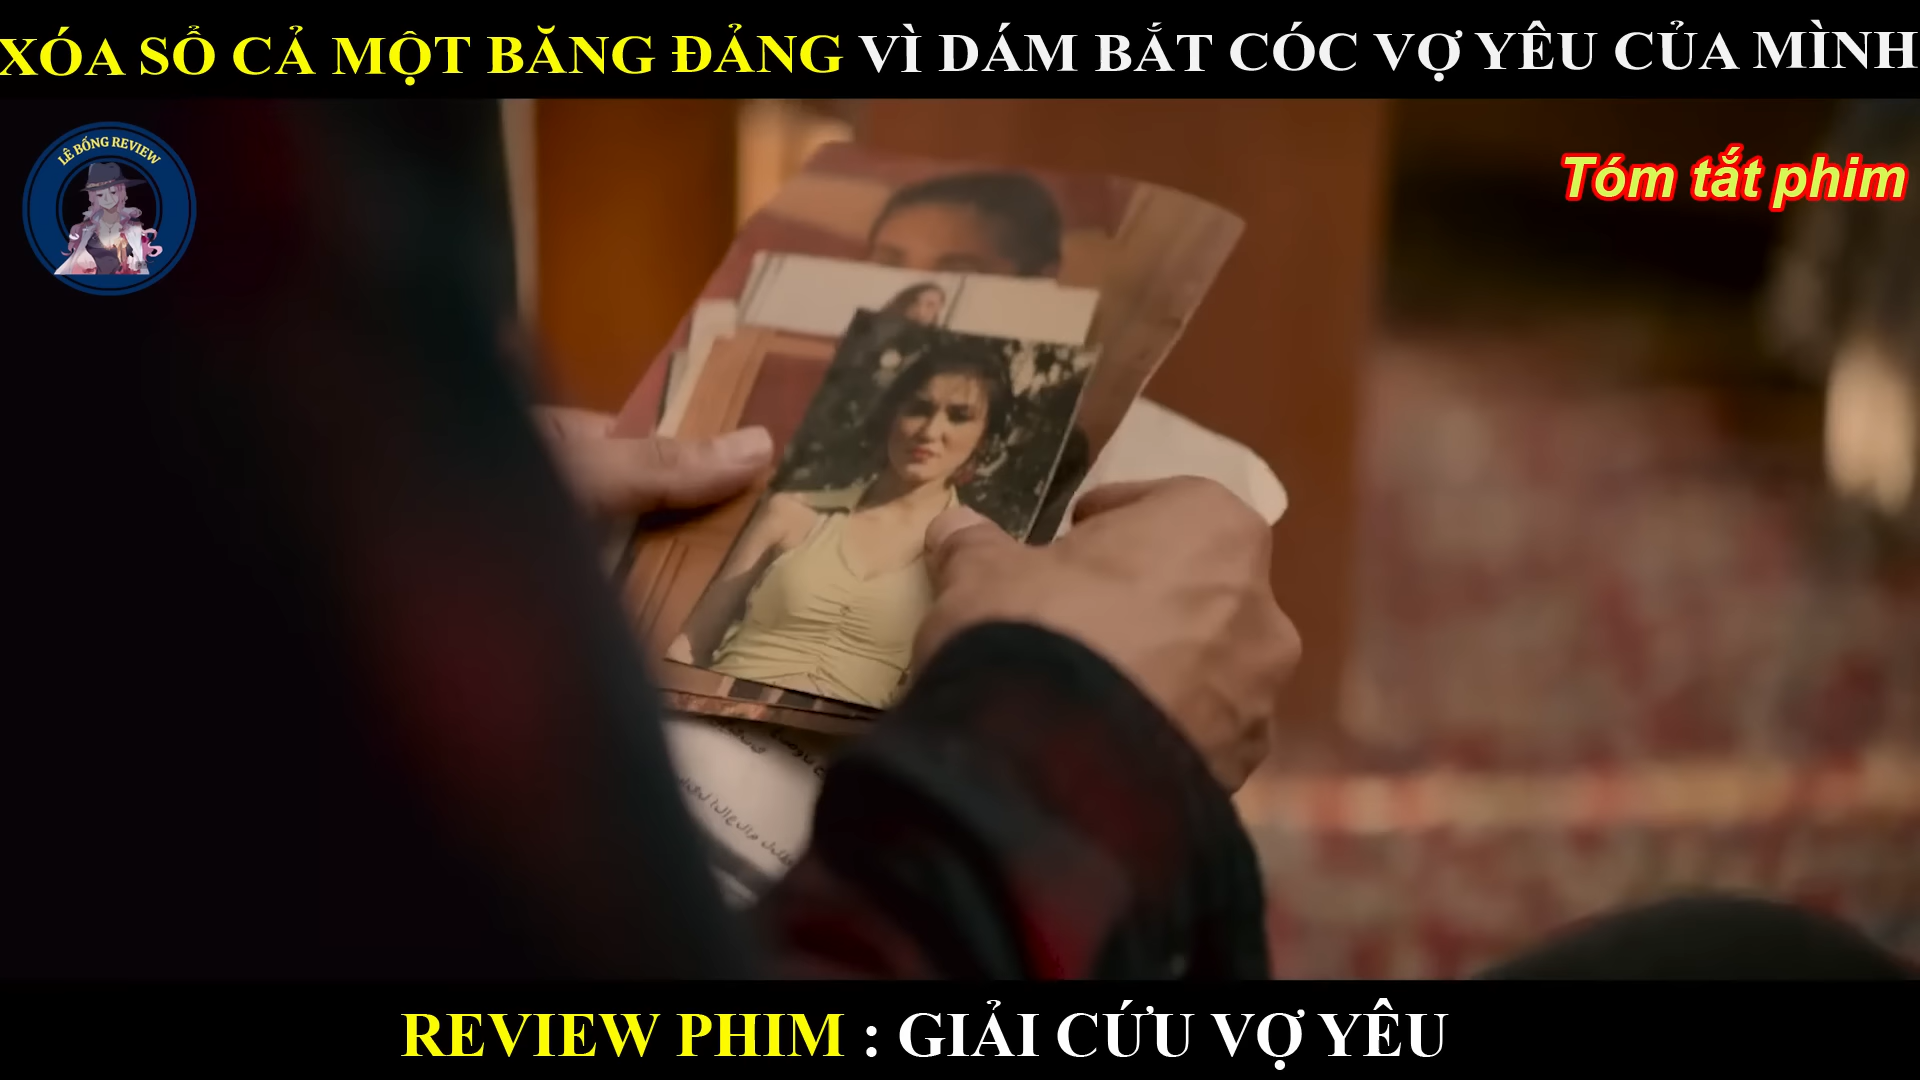 XÓA SỔ CẢ MỘT BĂNG ĐẢNG VÌ DÁM BẮT CÓC VỢ YÊU CỦA MÌNH
LÊ BỐNG REVIEW
Tóm tắt phim
REVIEW PHIM : GIẢI CỨU VỢ YÊU